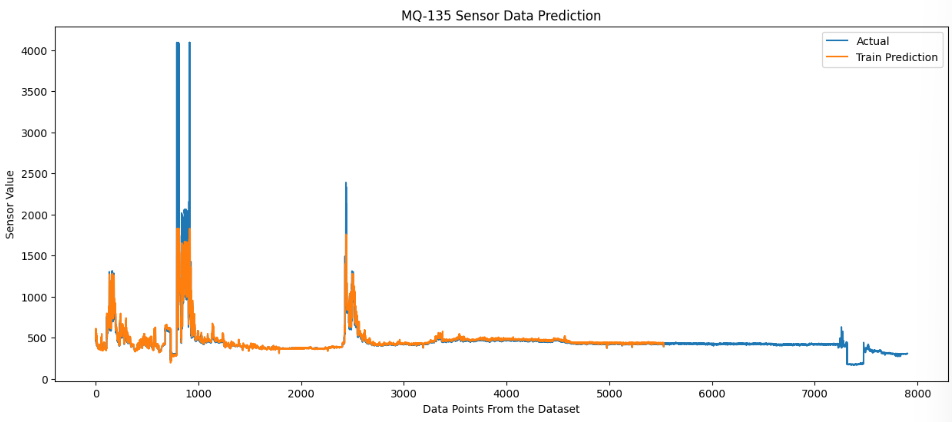 MQ-135 Sensor Data Prediction
Actual
Train Prediction
Sensor Value
4000
3500
3000
2500
2000
1500
1000
500
0
0 1000 2000 3000 4000 5000 6000 7000 8000
Data Points From the Dataset